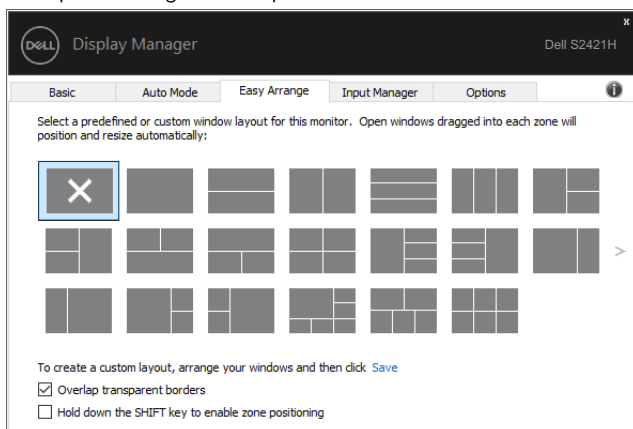 x
DELL Display Manager Dell S2421H
Basic Auto Mode Easy Arrange Input Manager Options i
Select a predefined or custom window layout for this monitor. Open windows dragged into each zone will
position and resize automatically:
>
To create a custom layout, arrange your windows and then click Save
Overlap transparent borders
Hold down the SHIFT key to enable zone positioning